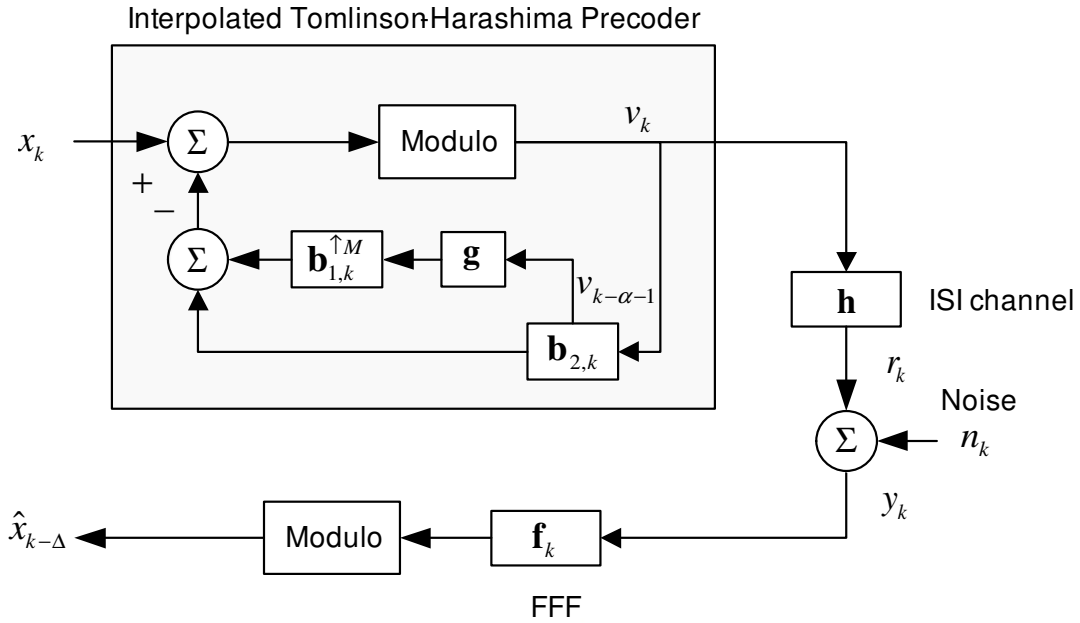 Interpolated Tomlinson-Harashima Precoder
x_k
Σ
Modulo
v_k
+
−
Σ
b_{1,k}^{↑M}
g
v_{k−α−1}
b_{2,k}
h
ISI channel
r_k
Noise
Σ
n_k
y_k
x̂_{k−Δ}
Modulo
f_k
FFF